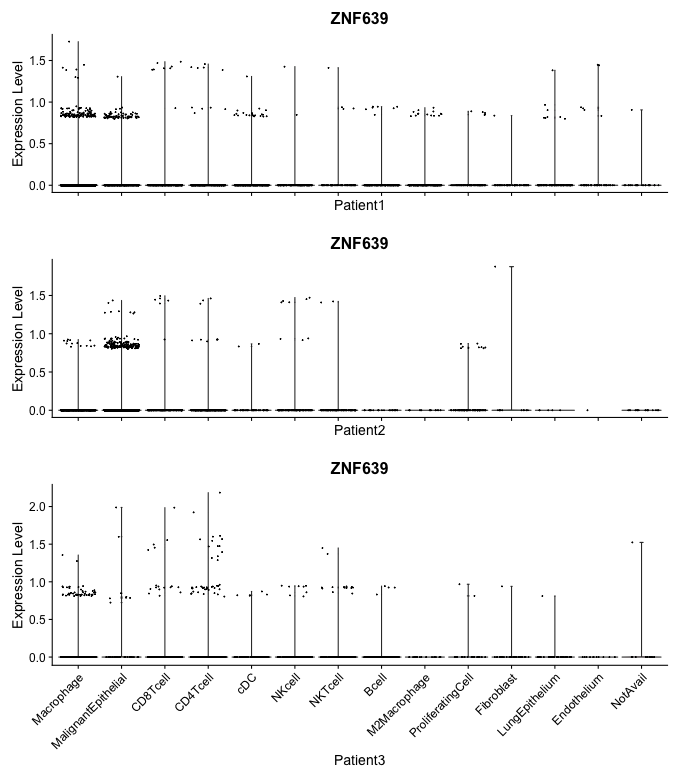 ZNF639
Expression Level
1.5
1.0
0.5
0.0
Patient1
ZNF639
Expression Level
1.5
1.0
0.5
0.0
Patient2
ZNF639
Expression Level
2.0
1.5
1.0
0.5
0.0
Macrophage
MalignantEpithelial
CD8Tcell
CD4Tcell
cDC
NKcell
NKTcell
Bcell
M2Macrophage
ProliferatingCell
Fibroblast
LungEpithelium
Endothelium
NotAvail
Patient3